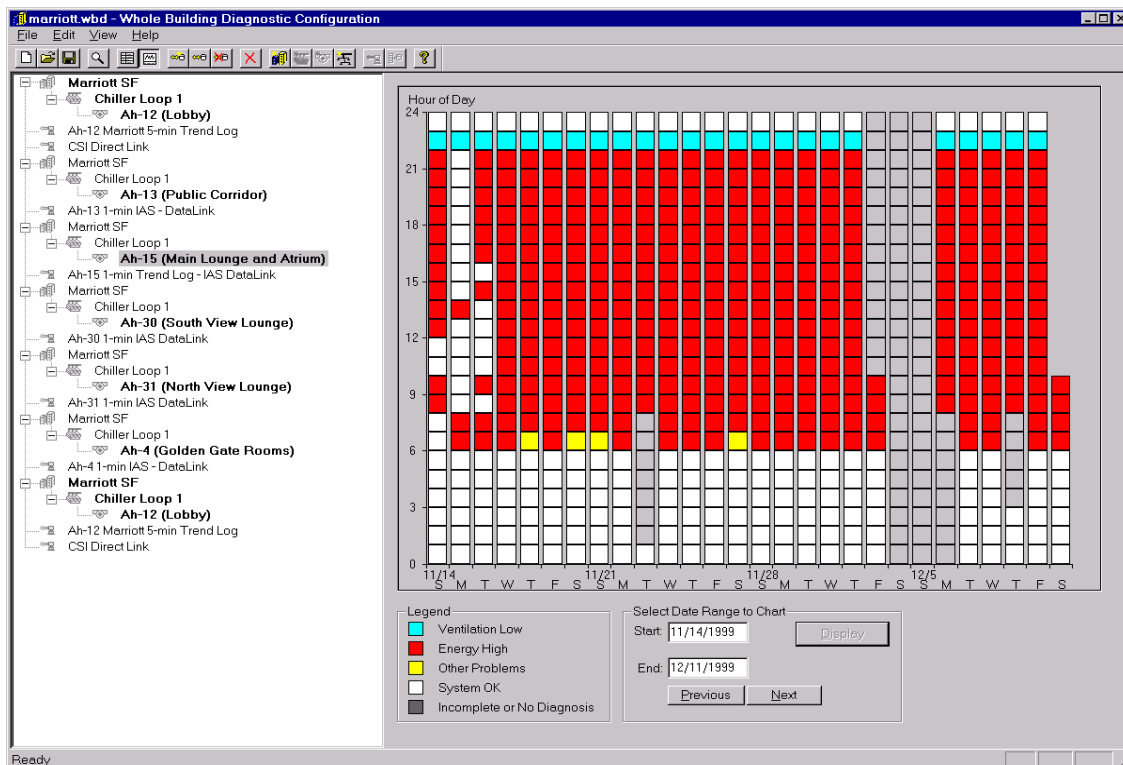 marriott.wbd - Whole Building Diagnostic Configuration
File Edit View Help
Marriott SF
Chiller Loop 1
Ah-12 (Lobby)
Ah-12 Marriott 5-min Trend Log
CSI Direct Link
Marriott SF
Chiller Loop 1
Ah-13 (Public Corridor)
Ah-13 1-min IAS - DataLink
Marriott SF
Chiller Loop 1
Ah-15 (Main Lounge and Atrium)
Ah-15 1-min Trend Log - IAS DataLink
Marriott SF
Chiller Loop 1
Ah-30 (South View Lounge)
Ah-30 1-min IAS DataLink
Marriott SF
Chiller Loop 1
Ah-31 (North View Lounge)
Ah-31 1-min IAS DataLink
Marriott SF
Chiller Loop 1
Ah-4 (Golden Gate Rooms)
Ah-4 1-min IAS - DataLink
Marriott SF
Chiller Loop 1
Ah-12 (Lobby)
Ah-12 Marriott 5-min Trend Log
CSI Direct Link
Hour of Day
24
21
18
15
12
9
6
3
0
11/14 11/21 11/28 12/5
S M T W T F S S M T W T F S S M T W T F S S M T W T F S
Legend
Ventilation Low
Energy High
Other Problems
System OK
Incomplete or No Diagnosis
Select Date Range to Chart
Start: 11/14/1999 Display
End: 12/11/1999
Previous Next
Ready